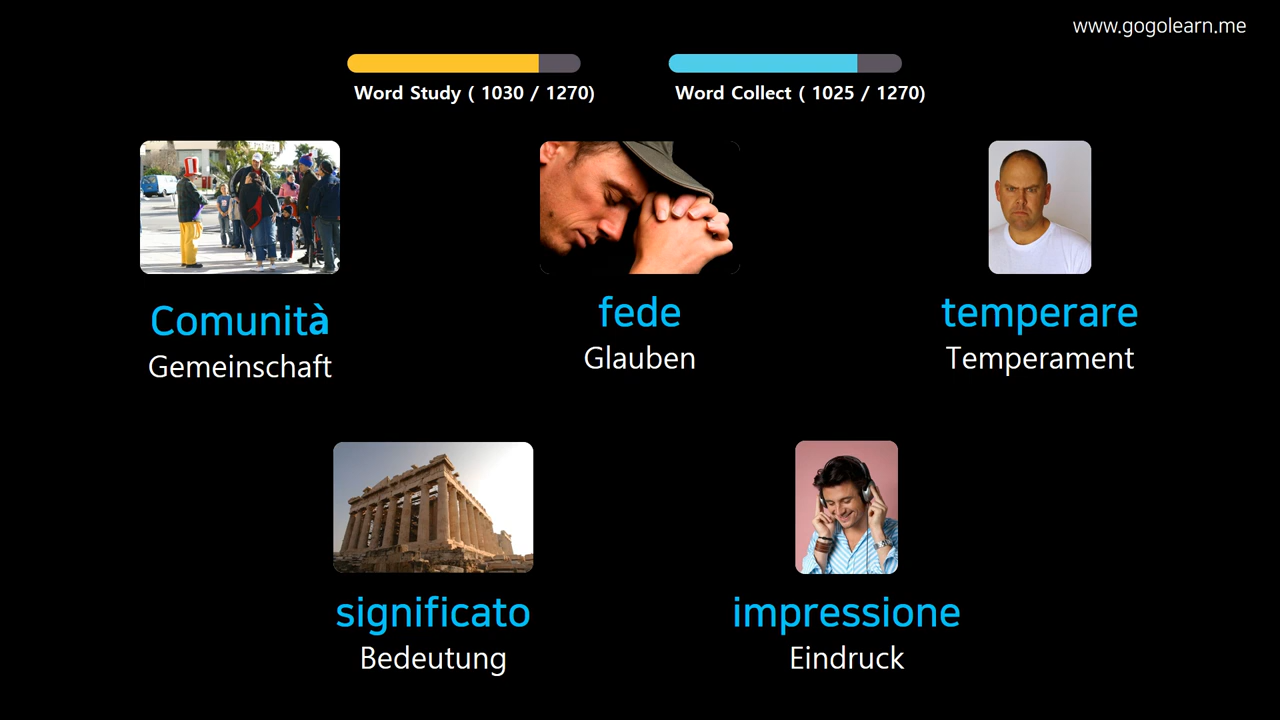 www.gogolearn.me
Word Study ( 1030 / 1270)
Word Collect ( 1025 / 1270)
Comunità
Gemeinschaft
fede
Glauben
temperare
Temperament
significato
Bedeutung
impressione
Eindruck